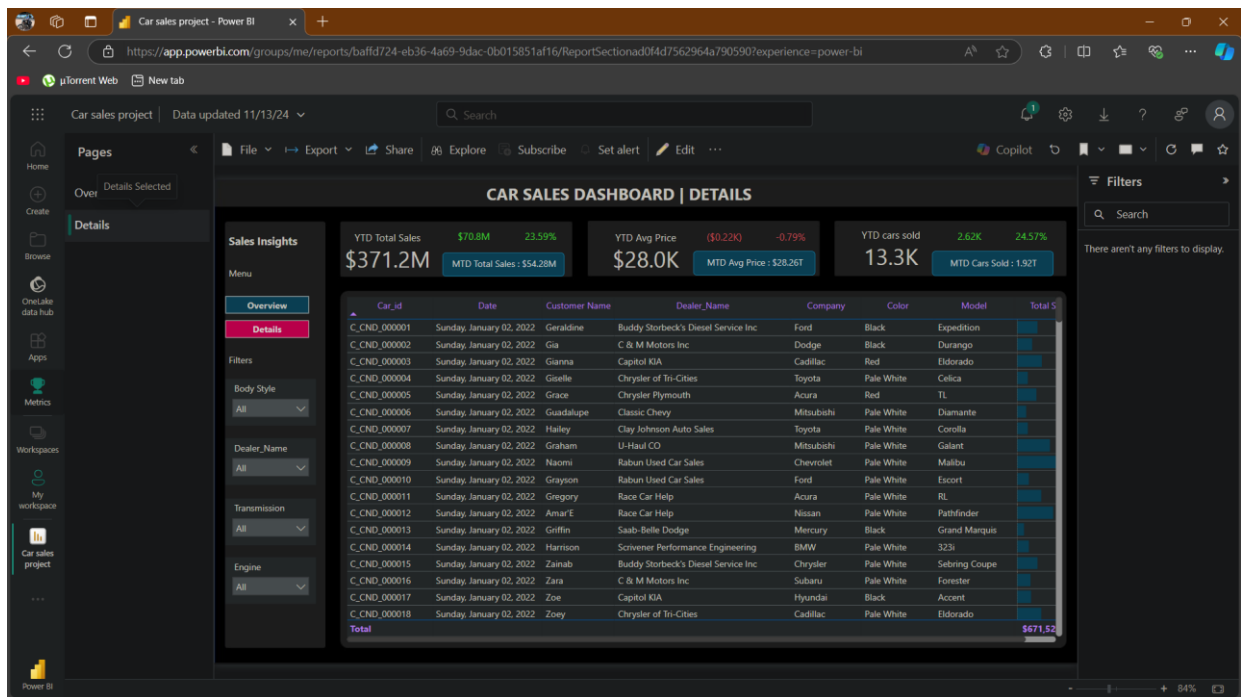 Car sales project - Power BI
https://app.powerbi.com/groups/me/reports/baffd724-eb36-4a69-9dac-0b015851af16/ReportSectionad0f4d7562964a790590?experience=power-bi
µTorrent Web New tab
Car sales project Data updated 11/13/24 Search 1
Home
Create
Browse
OneLake
data hub
Apps
Metrics
Workspaces
My
workspace
Car sales
project
Power BI
Pages
Over
Details Selected
Details
File Export Share Explore Subscribe Set alert Edit Copilot
CAR SALES DASHBOARD | DETAILS
Sales Insights
Menu
Overview
Details
Filters
Body Style
All
Dealer_Name
All
Transmission
All
Engine
All
YTD Total Sales $70.8M 23.59%
$371.2M MTD Total Sales : $54.28M
YTD Avg Price ($0.22K) -0.79%
$28.0K MTD Avg Price : $28.26T
YTD cars sold 2.62K 24.57%
13.3K MTD Cars Sold : 1.92T
Car_id Date Customer Name Dealer_Name Company Color Model Total S
C_CND_000001 Sunday, January 02, 2022 Geraldine Buddy Storbeck's Diesel Service Inc Ford Black Expedition
C_CND_000002 Sunday, January 02, 2022 Gia C & M Motors Inc Dodge Black Durango
C_CND_000003 Sunday, January 02, 2022 Gianna Capitol KIA Cadillac Red Eldorado
C_CND_000004 Sunday, January 02, 2022 Giselle Chrysler of Tri-Cities Toyota Pale White Celica
C_CND_000005 Sunday, January 02, 2022 Grace Chrysler Plymouth Acura Red TL
C_CND_000006 Sunday, January 02, 2022 Guadalupe Classic Chevy Mitsubishi Pale White Diamante
C_CND_000007 Sunday, January 02, 2022 Hailey Clay Johnson Auto Sales Toyota Pale White Corolla
C_CND_000008 Sunday, January 02, 2022 Graham U-Haul CO Mitsubishi Pale White Galant
C_CND_000009 Sunday, January 02, 2022 Naomi Rabun Used Car Sales Chevrolet Pale White Malibu
C_CND_000010 Sunday, January 02, 2022 Grayson Rabun Used Car Sales Ford Pale White Escort
C_CND_000011 Sunday, January 02, 2022 Gregory Race Car Help Acura Pale White RL
C_CND_000012 Sunday, January 02, 2022 Amar'E Race Car Help Nissan Pale White Pathfinder
C_CND_000013 Sunday, January 02, 2022 Griffin Saab-Belle Dodge Mercury Black Grand Marquis
C_CND_000014 Sunday, January 02, 2022 Harrison Scrivener Performance Engineering BMW Pale White 323i
C_CND_000015 Sunday, January 02, 2022 Zainab Buddy Storbeck's Diesel Service Inc Chrysler Pale White Sebring Coupe
C_CND_000016 Sunday, January 02, 2022 Zara C & M Motors Inc Subaru Pale White Forester
C_CND_000017 Sunday, January 02, 2022 Zoe Capitol KIA Hyundai Black Accent
C_CND_000018 Sunday, January 02, 2022 Zoey Chrysler of Tri-Cities Cadillac Pale White Eldorado
Total $671,52
Filters
Search
There aren't any filters to display.
84%